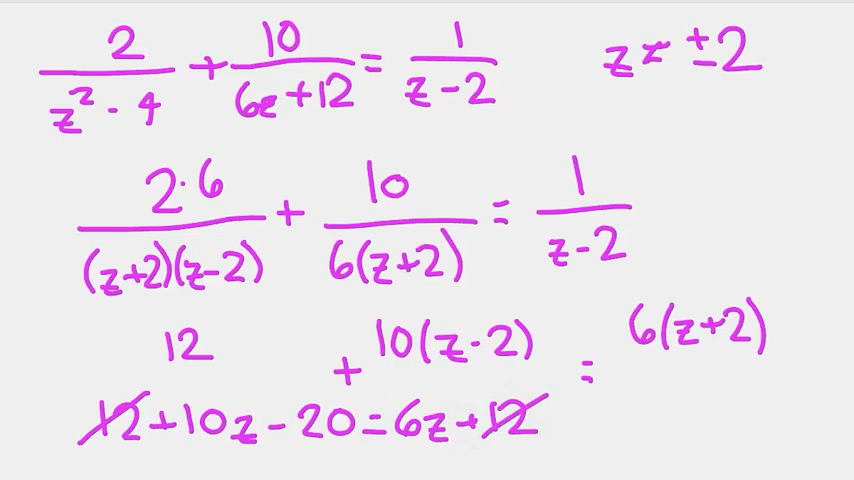 2/(z² - 4) + 10/(6z + 12) = 1/(z - 2) z ≠ ±2
2·6/((z+2)(z-2)) + 10/(6(z+2)) = 1/(z-2)
12 + 10(z-2) = 6(z+2)
12 + 10z - 20 = 6z + 12